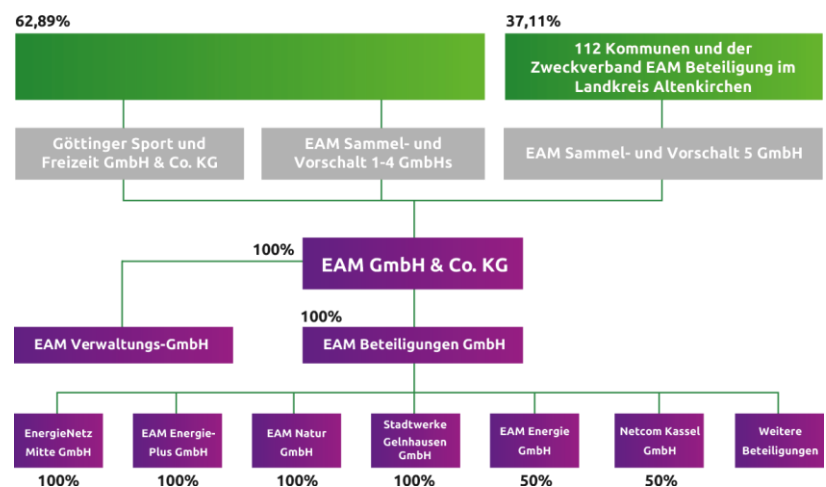 62,89%
37,11%
112 Kommunen und der
Zweckverband EAM Beteiligung im
Landkreis Altenkirchen
Göttinger Sport und
Freizeit GmbH & Co. KG
EAM Sammel- und
Vorschalt 1-4 GmbHs
EAM Sammel- und Vorschalt 5 GmbH
100%
EAM GmbH & Co. KG
EAM Verwaltungs-GmbH
100%
EAM Beteiligungen GmbH
EnergieNetz
Mitte GmbH
100%
EAM Energie-
Plus GmbH
100%
EAM Natur
GmbH
100%
Stadtwerke
Gelnhausen
GmbH
100%
EAM Energie
GmbH
50%
Netcom Kassel
GmbH
50%
Weitere
Beteiligungen